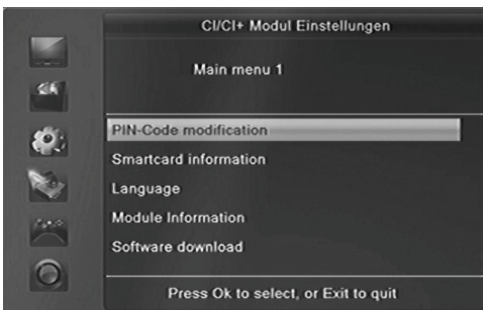 CI/CI+ Modul Einstellungen
Main menu 1
PIN-Code modification
Smartcard information
Language
Module Information
Software download
Press Ok to select, or Exit to quit